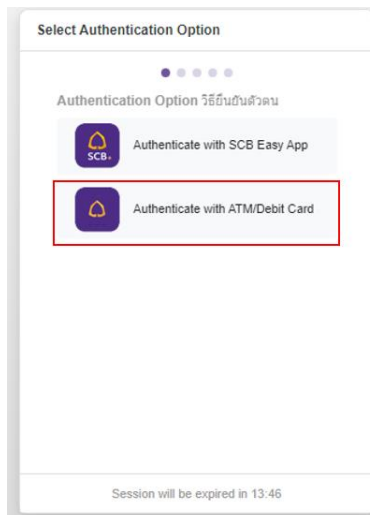 Select Authentication Option
Authentication Option วิธียืนยันตัวตน
SCB+
Authenticate with SCB Easy App
Authenticate with ATM/Debit Card
Session will be expired in 13:46